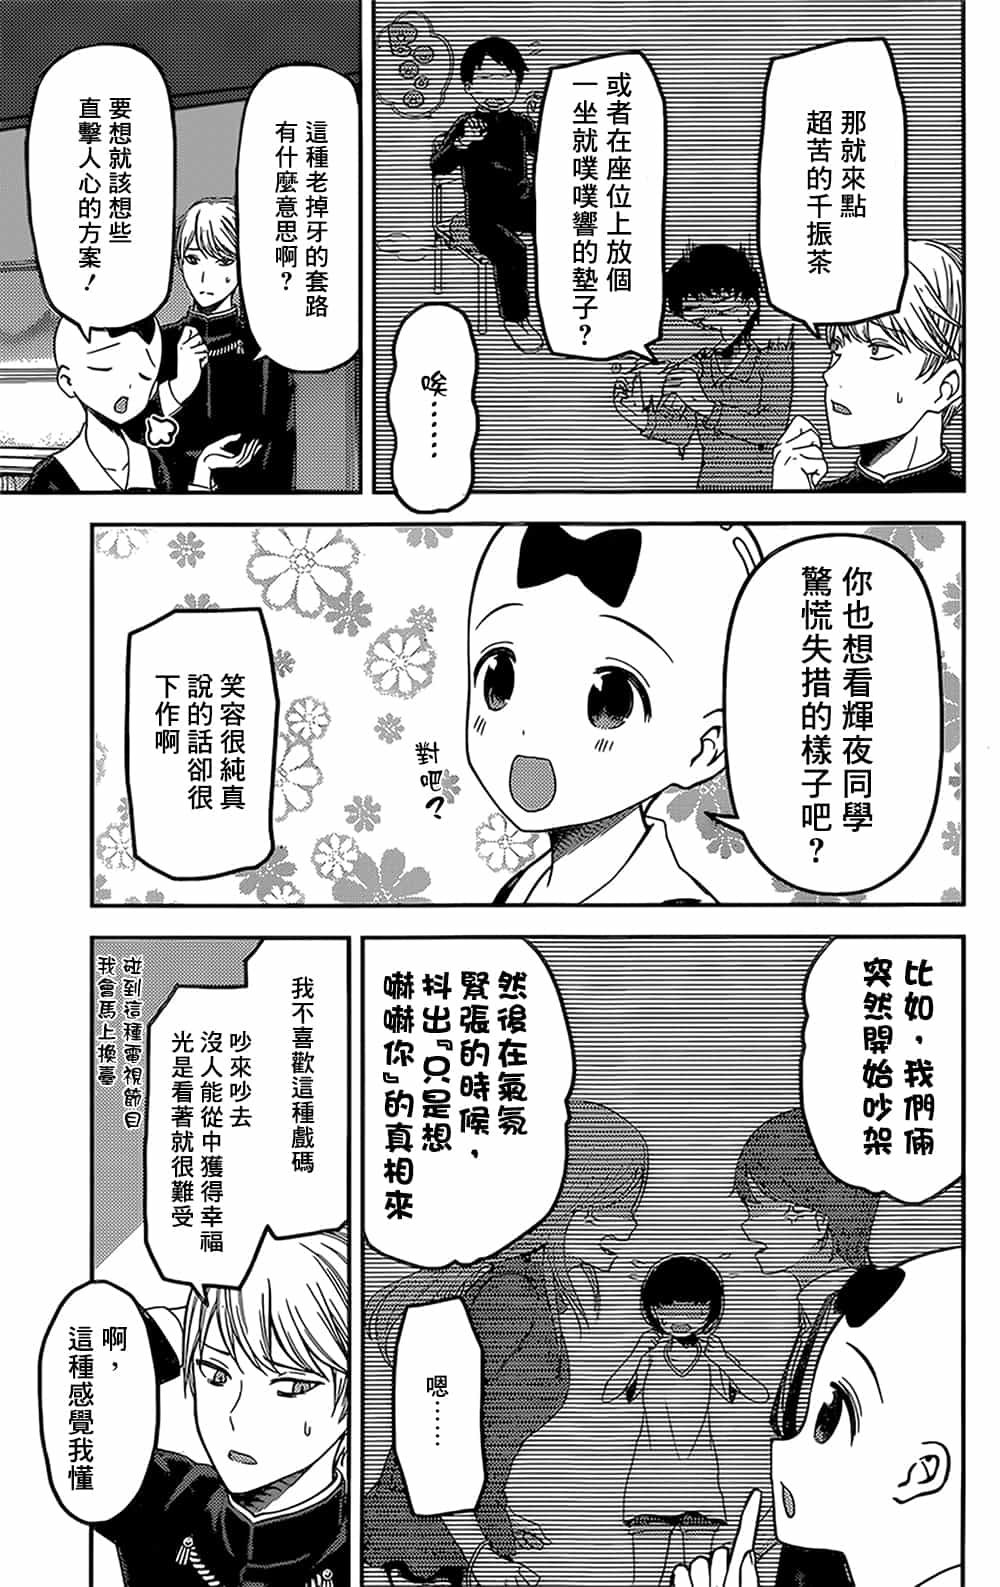 那就來點
超苦的千振茶
或者在座位上放個
一坐就噗噗響的墊子？
唉……
這種老掉牙的套路
有什麼意思啊？
要想就該想些
直擊人心的方案！
你也想看輝夜同學
驚慌失措的樣子吧？
對吧？
笑容很純真
說的話卻很
下作啊
比如，我們倆
突然開始吵架
然後在氣氛
緊張的時候，
抖出『只是想
嚇嚇你』的真相來
嗯……
我不喜歡這種戲碼
吵來吵去
沒人能從中獲得幸福
光是看著就很難受
碰到這種電視節目
我會馬上換臺
啊，
這種感覺我懂